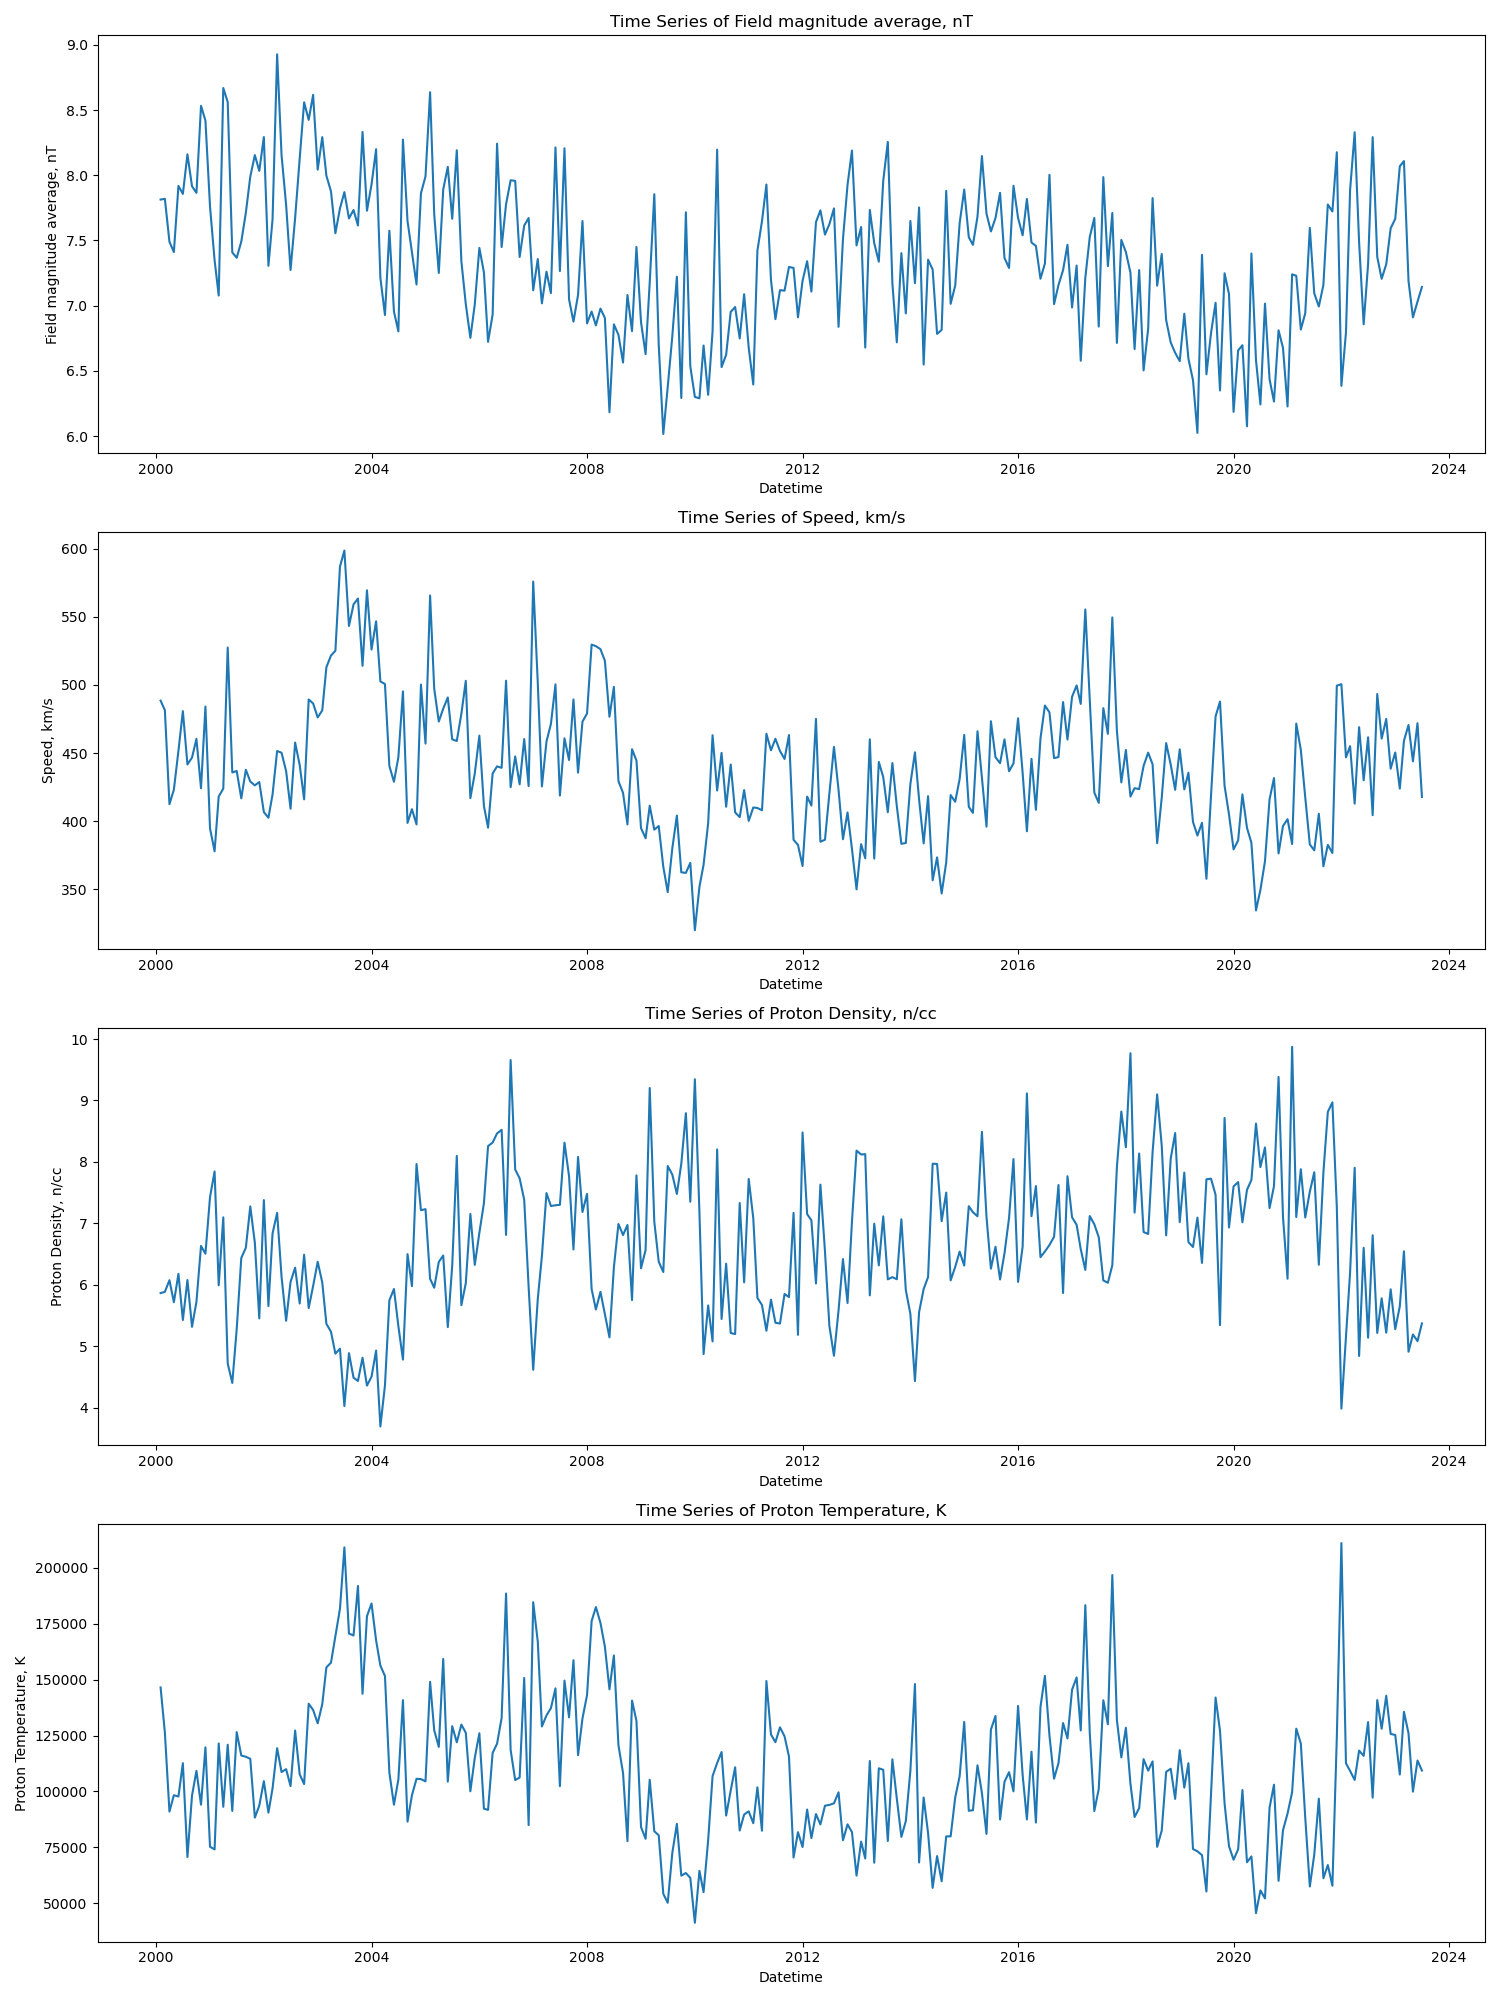 Time Series of Field magnitude average, nT
Field magnitude average, nT
9.0
8.5
8.0
7.5
7.0
6.5
6.0
2000 2004 2008 2012 2016 2020 2024
Datetime
Time Series of Speed, km/s
Speed, km/s
600
550
500
450
400
350
2000 2004 2008 2012 2016 2020 2024
Datetime
Time Series of Proton Density, n/cc
Proton Density, n/cc
10
9
8
7
6
5
4
2000 2004 2008 2012 2016 2020 2024
Datetime
Time Series of Proton Temperature, K
Proton Temperature, K
200000
175000
150000
125000
100000
75000
50000
2000 2004 2008 2012 2016 2020 2024
Datetime